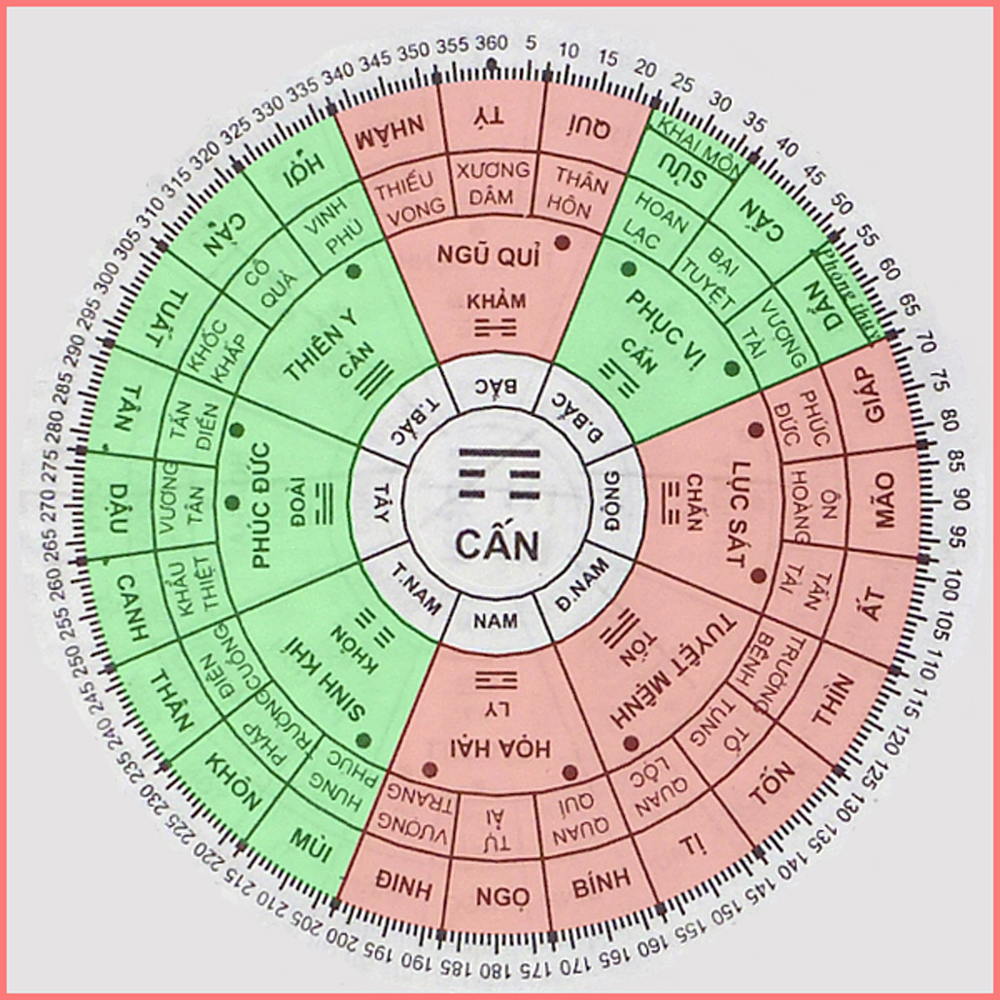 360
5
10
15
20
25
30
35
40
45
50
55
60
65
70
75
80
85
90
95
100
105
110
115
120
125
130
135
140
145
150
155
160
165
170
175
180
185
190
195
200
205
210
215
220
225
230
235
240
245
250
255
260
265
270
275
280
285
290
295
300
305
310
315
320
325
330
335
340
345
350
355
NHÂM
TÝ
QUÍ
KHAI MÔN
SỬU
CẤN
Phóng thuỷ
DẦN
GIÁP
MÃO
ẤT
THÌN
TỐN
TỊ
BÍNH
NGỌ
ĐINH
MÙI
KHÔN
THÂN
CANH
DẬU
TÂN
TUẤT
CÀN
HỢI
THIẾU
VONG
XƯƠNG
DÂM
THÂN
HÔN
HOAN
LẠC
BẠI
TUYỆT
VƯƠNG
TÀI
PHÚC
ĐỨC
ÔN
HOÀNG
TẤN
TÀI
TRƯỜNG
BỆNH
TỐ
TUNG
QUAN
LỘC
QUAN
QUÍ
TỰ
ẢI
VƯỢNG
TRANG
HƯNG
PHÚC
PHÁP
TRƯỜNG
ĐIÊN
CUỒNG
KHẨU
THIỆT
VƯƠNG
TÂN
TẤN
ĐIỀN
KHỐC
KHẤP
CÔ
QUẢ
VINH
PHÚ
NGŨ QUỈ
KHẢM
PHỤC VỊ
CẤN
LỤC SÁT
CHẤN
TUYỆT MỆNH
TỐN
HỌA HẠI
LY
SINH KHÍ
KHÔN
PHÚC ĐỨC
ĐOÀI
THIÊN Y
CÀN
BẮC
Đ.BẮC
ĐÔNG
Đ.NAM
NAM
T.NAM
TÂY
T.BẮC
CẤN